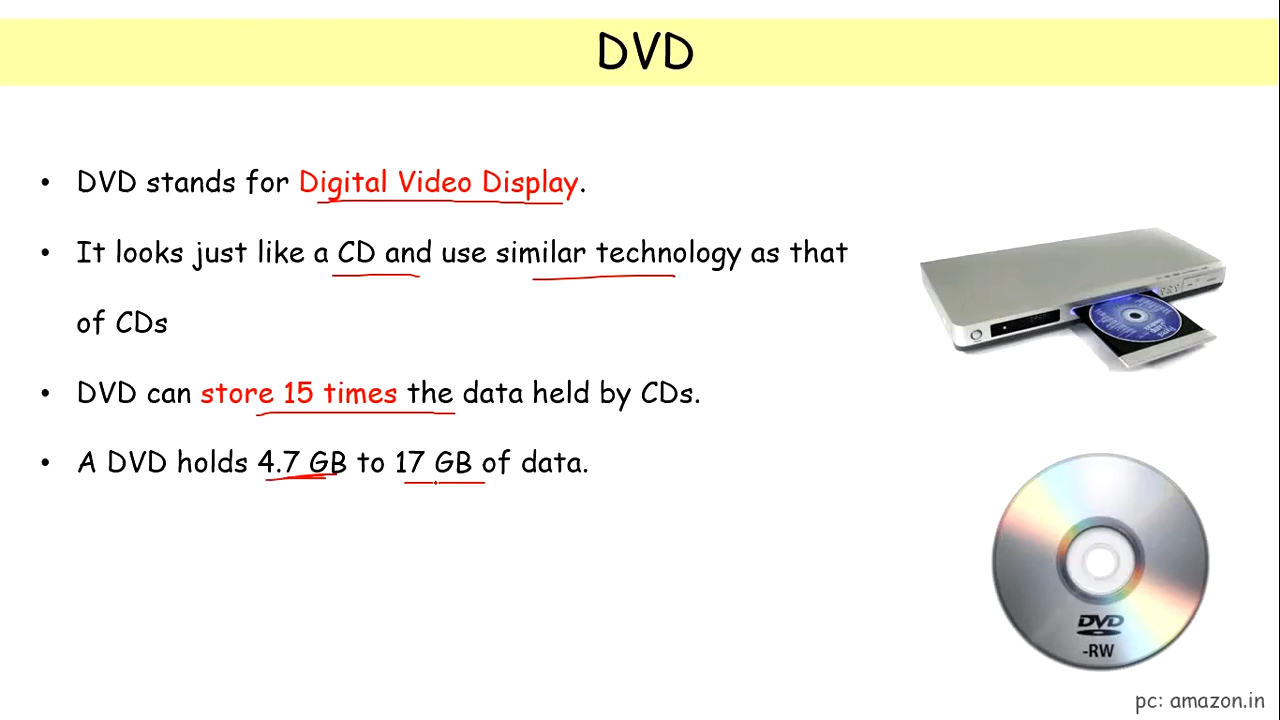 DVD
• DVD stands for Digital Video Display.
• It looks just like a CD and use similar technology as that
of CDs
• DVD can store 15 times the data held by CDs.
• A DVD holds 4.7 GB to 17 GB of data.
DVD
-RW
pc: amazon.in